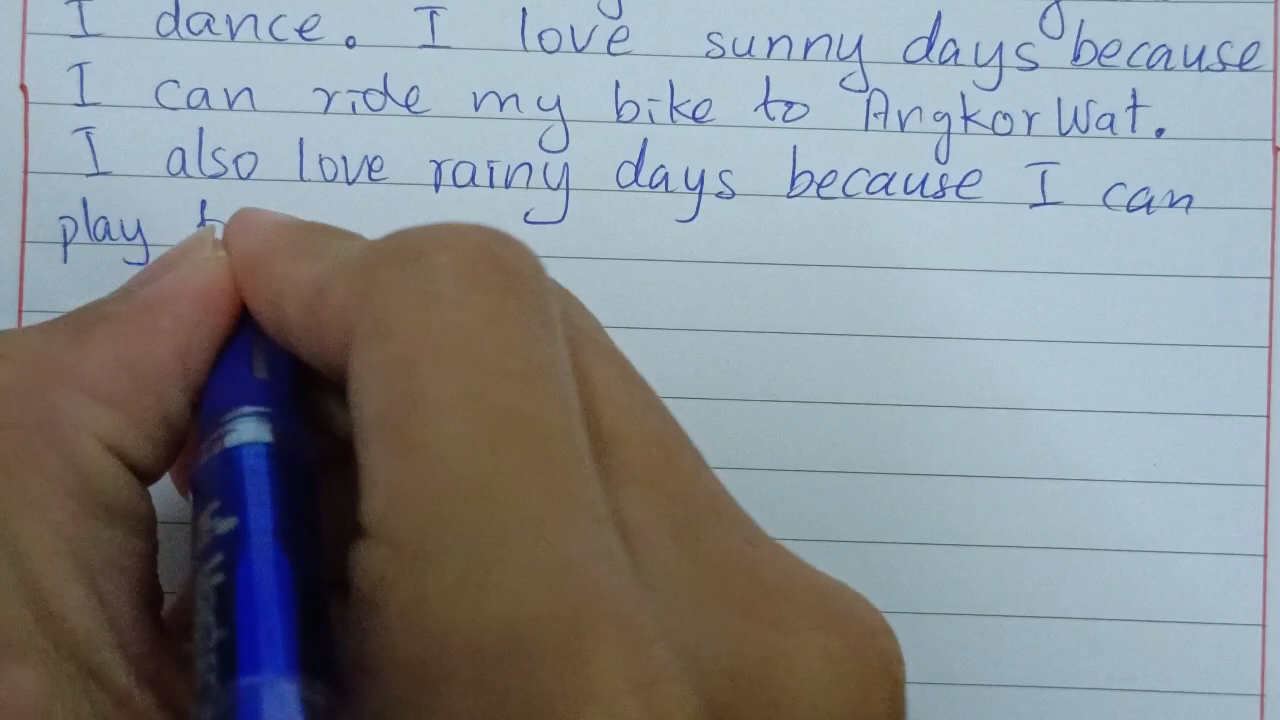 I dance. I love sunny days because
I can ride my bike to Angkor Wat.
I also love rainy days because I can
play